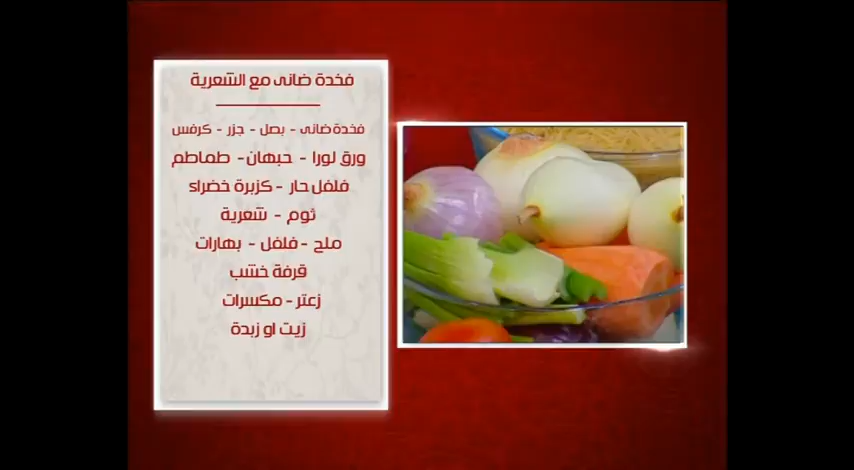 فخدة ضانى مع الشعرية
فخدة ضانى - بصل - جزر - كرفس
ورق لورا - حبهان - طماطم
فلفل حار - كزبرة خضراء
ثوم - شعرية
ملح - فلفل - بهارات
قرفة خشب
زعتر - مكسرات
زيت او زبدة